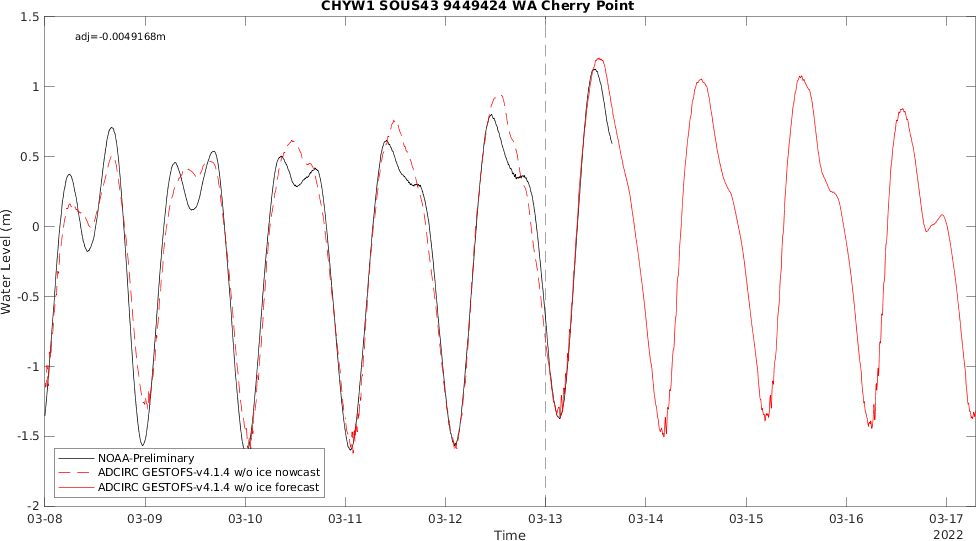 CHYW1 SOUS43 9449424 WA Cherry Point
adj=-0.0049168m
Water Level (m)
1.5
1
0.5
0
-0.5
-1
-1.5
-2
NOAA-Preliminary
ADCIRC GESTOFS-v4.1.4 w/o ice nowcast
ADCIRC GESTOFS-v4.1.4 w/o ice forecast
03-08 03-09 03-10 03-11 03-12 03-13 03-14 03-15 03-16 03-17
Time
2022